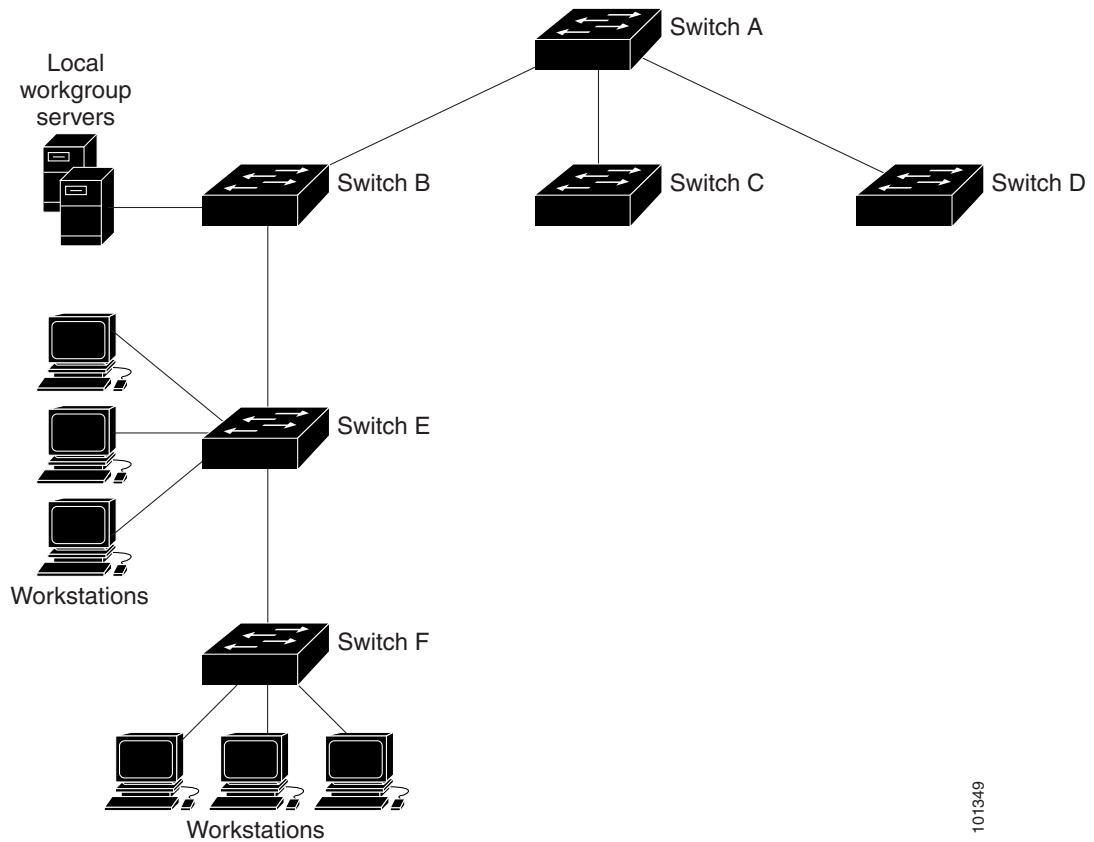 Switch A
Local
workgroup
servers
Switch B
Switch C
Switch D
Switch E
Workstations
Switch F
Workstations
101349